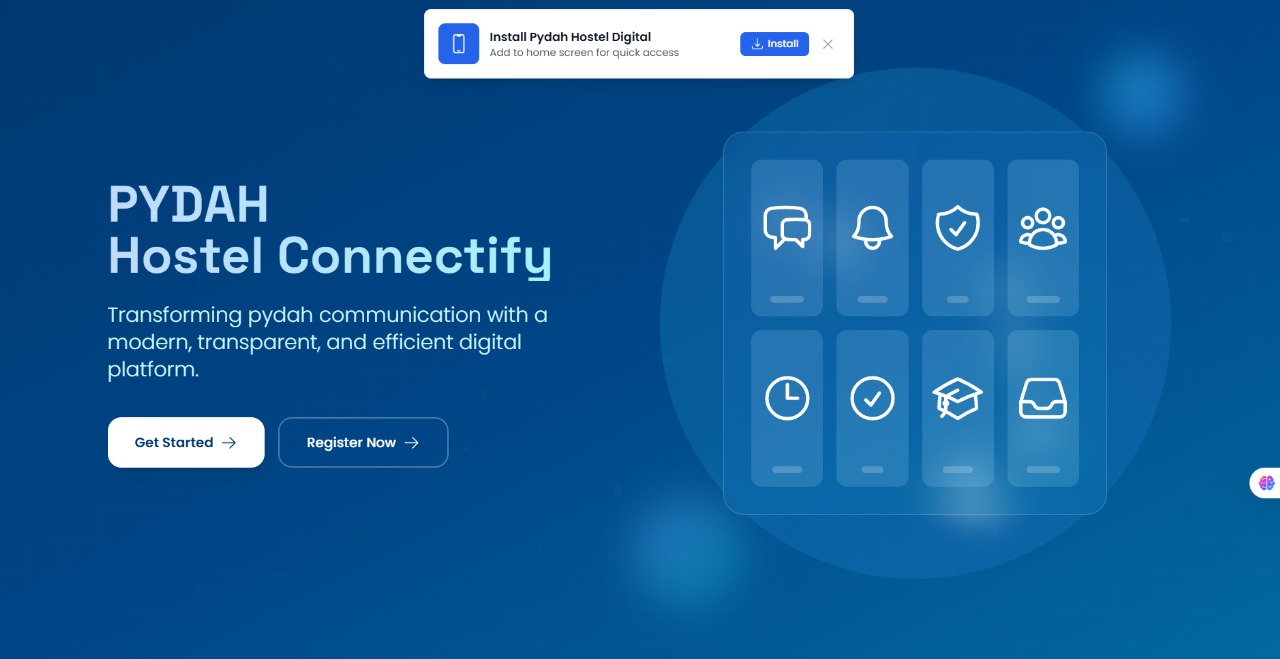 Install Pydah Hostel Digital
Add to home screen for quick access
Install
PYDAH
Hostel Connectify
Transforming pydah communication with a
modern, transparent, and efficient digital
platform.
Get Started
Register Now